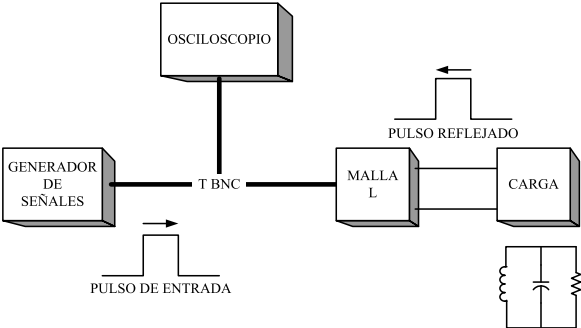 OSCILOSCOPIO
PULSO REFLEJADO
GENERADOR
DE
SEÑALES
T BNC
MALLA
L
CARGA
PULSO DE ENTRADA